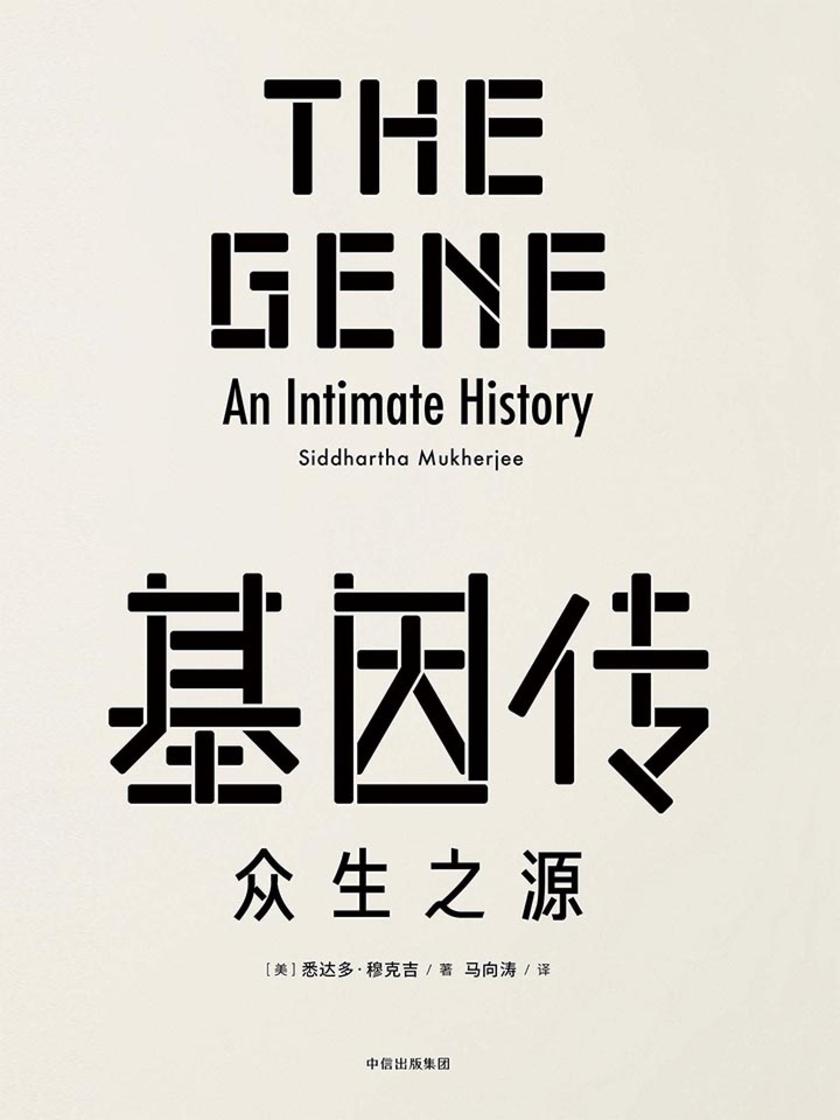 THE
GENE
An Intimate History
Siddhartha Mukherjee
基因传
众生之源
[美]悉达多·穆克吉 / 著 马向涛 / 译
中信出版集团